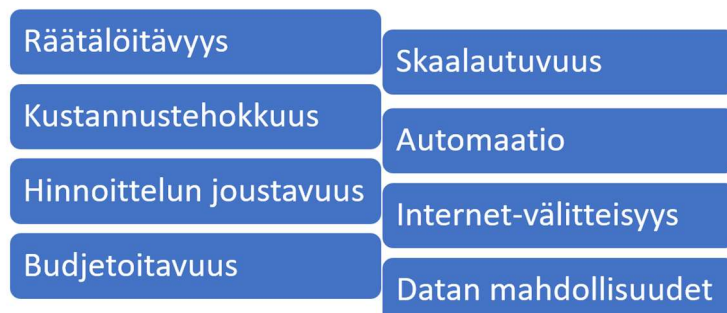 Räätälöitävyys
Kustannustehokkuus
Hinnoittelun joustavuus
Budjetoitavuus
Skaalautuvuus
Automaatio
Internet-välitteisyys
Datan mahdollisuudet